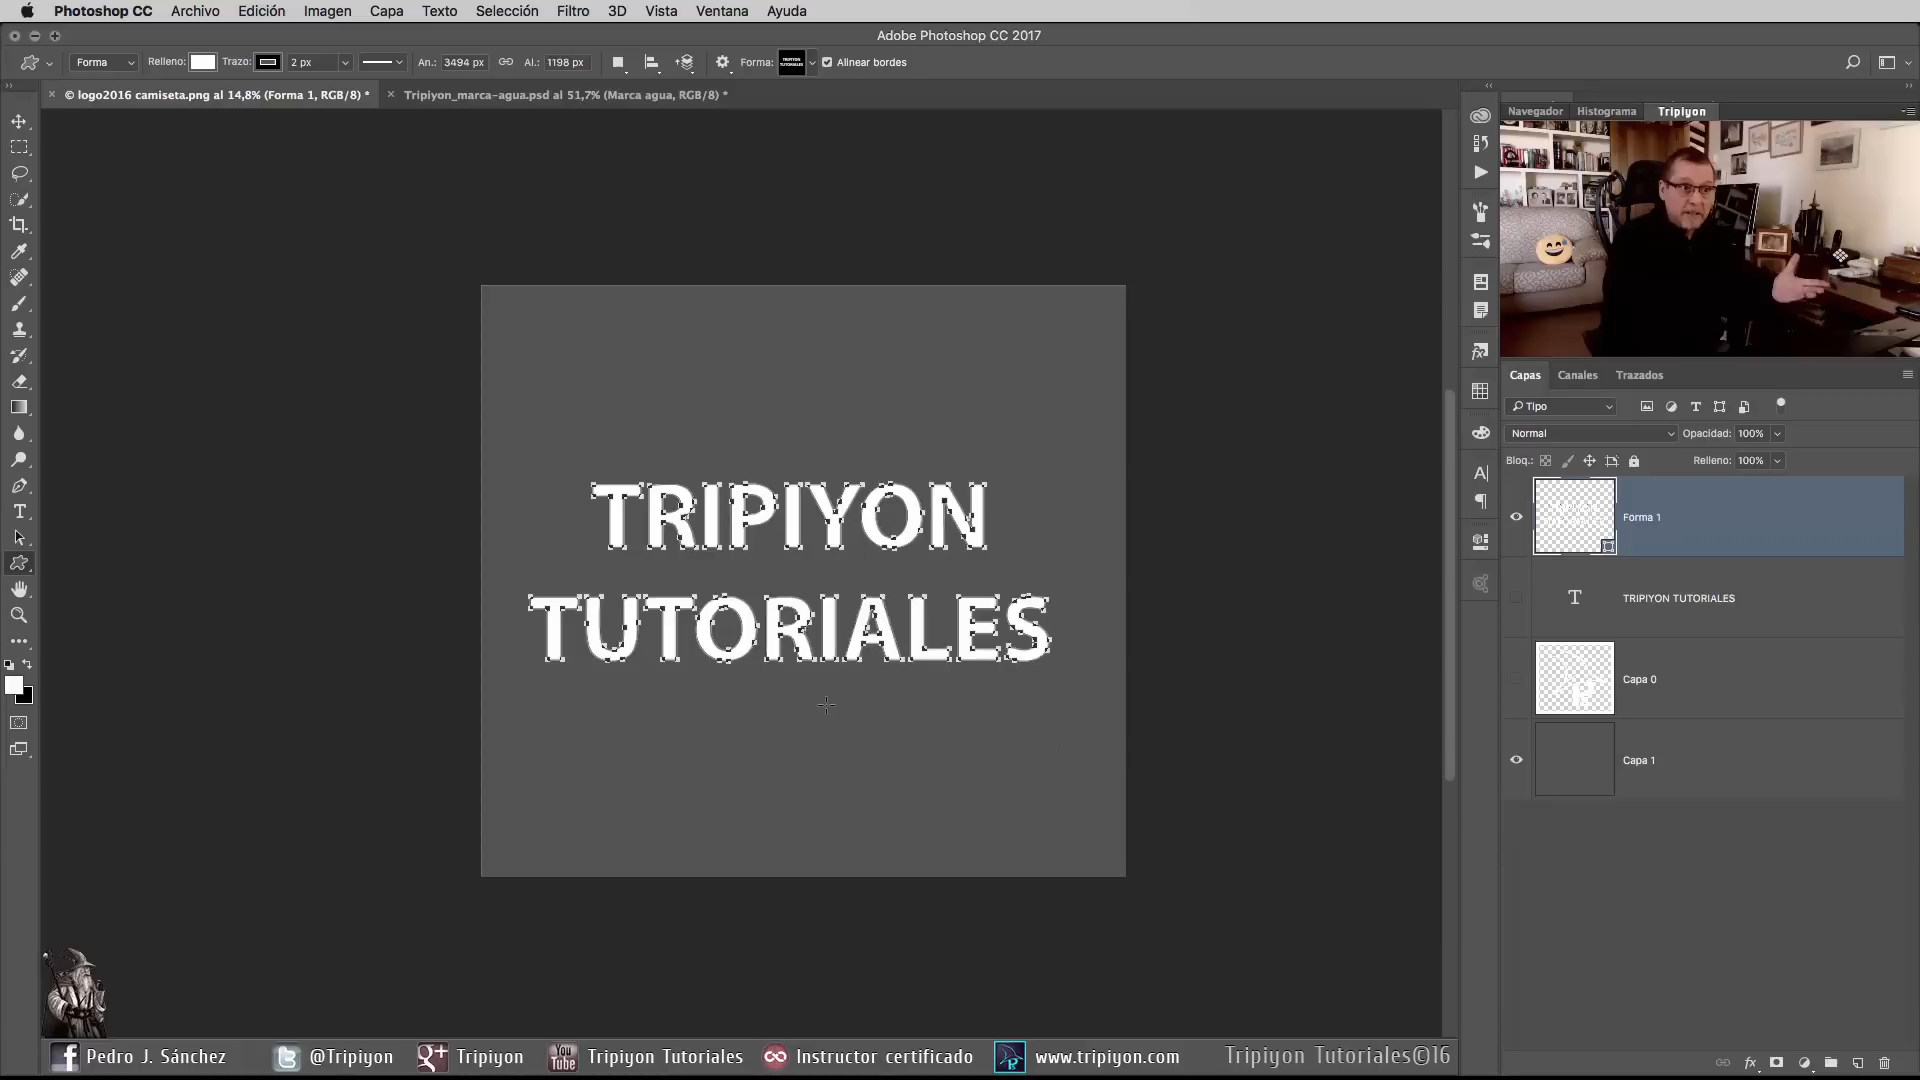 Photoshop CC Archivo Edición Imagen Capa Texto Selección Filtro 3D Vista Ventana Ayuda
Adobe Photoshop CC 2017
Forma Relleno: Trazo: 2 px An.: 3494 px Al.: 1198 px Forma: TRIPIYON TUTORIALES Alinear bordes
× © logo2016 camiseta.png al 14,8% (Forma 1, RGB/8) * × Tripiyon_marca-agua.psd al 51,7% (Marca agua, RGB/8) *
Navegador Histograma Tripiyon
Capas Canales Trazados
Tipo
Normal Opacidad: 100%
Bloq.: Relleno: 100%
Forma 1
TRIPIYON TUTORIALES
Capa 0
Capa 1
TRIPIYON
TUTORIALES
Pedro J. Sánchez @Tripiyon Tripiyon You Tube Tripiyon Tutoriales Instructor certificado www.tripiyon.com Tripiyon Tutoriales©16